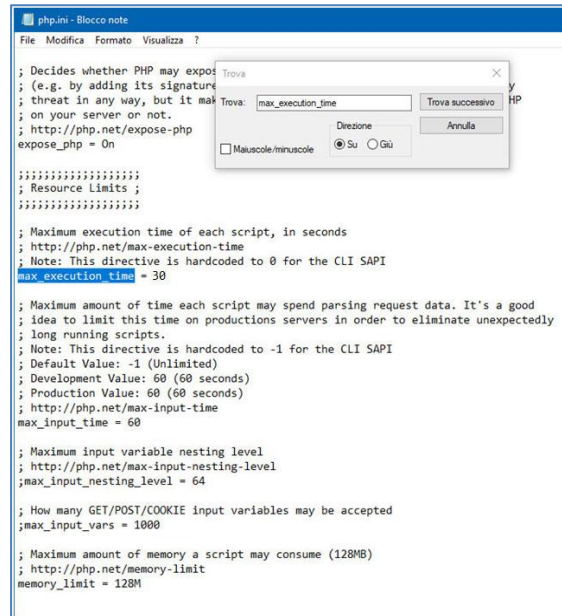 php.ini - Blocco note
File Modifica Formato Visualizza ?
; Decides whether PHP may expos
; (e.g. by adding its signature y
; threat in any way, but it mak HP
; on your server or not.
; http://php.net/expose-php
expose_php = On
Trova
Trova: max_execution_time Trova successivo
Direzione Annulla
Maiuscole/minuscole Su Giù
;;;;;;;;;;;;;;;;;;;
; Resource Limits ;
;;;;;;;;;;;;;;;;;;;
; Maximum execution time of each script, in seconds
; http://php.net/max-execution-time
; Note: This directive is hardcoded to 0 for the CLI SAPI
max_execution_time = 30
; Maximum amount of time each script may spend parsing request data. It's a good
; idea to limit this time on productions servers in order to eliminate unexpectedly
; long running scripts.
; Note: This directive is hardcoded to -1 for the CLI SAPI
; Default Value: -1 (Unlimited)
; Development Value: 60 (60 seconds)
; Production Value: 60 (60 seconds)
; http://php.net/max-input-time
max_input_time = 60
; Maximum input variable nesting level
; http://php.net/max-input-nesting-level
;max_input_nesting_level = 64
; How many GET/POST/COOKIE input variables may be accepted
;max_input_vars = 1000
; Maximum amount of memory a script may consume (128MB)
; http://php.net/memory-limit
memory_limit = 128M